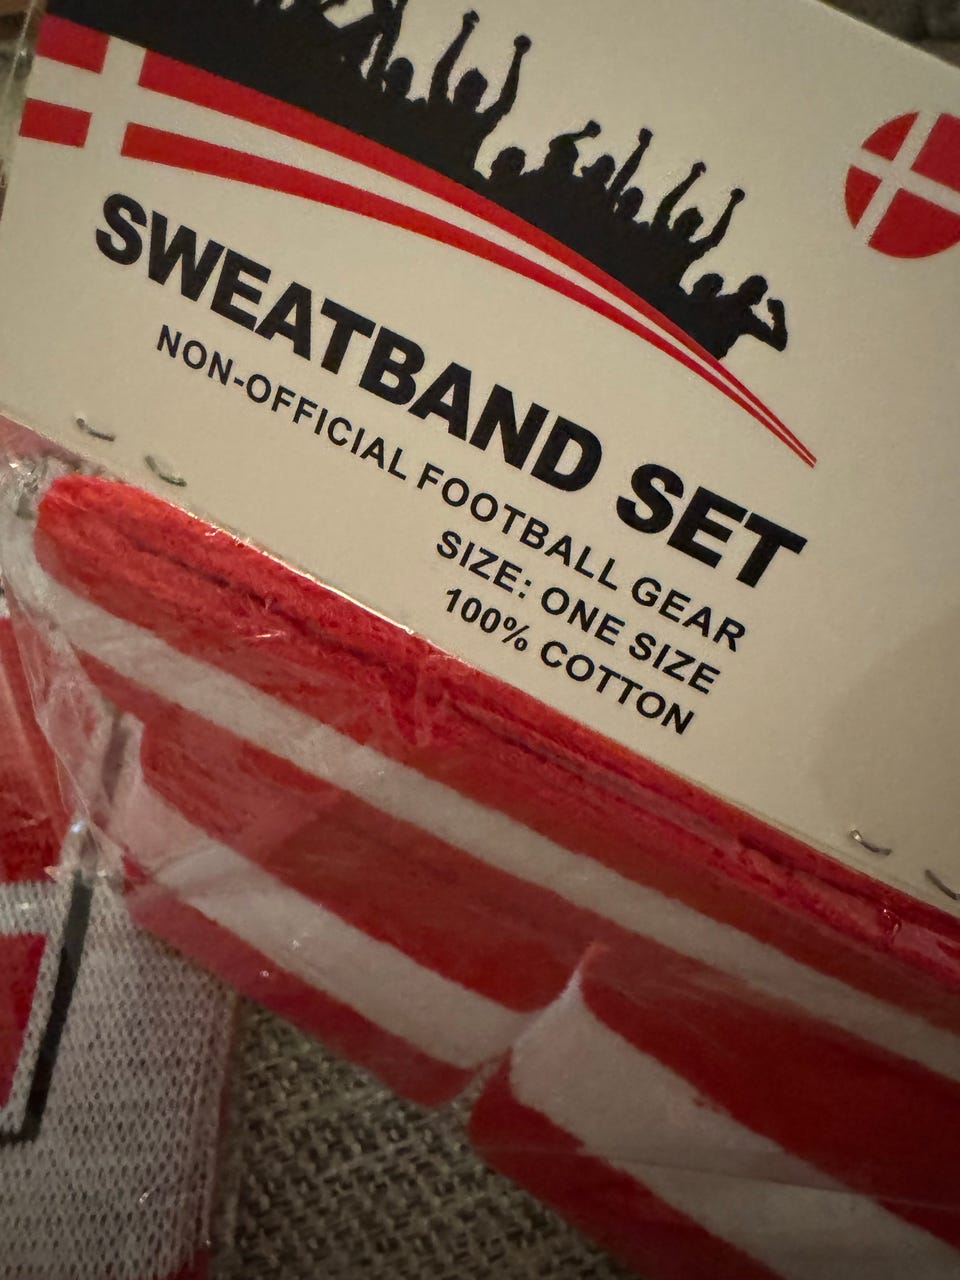 SWEATBAND SET
NON-OFFICIAL FOOTBALL GEAR
SIZE: ONE SIZE
100% COTTON